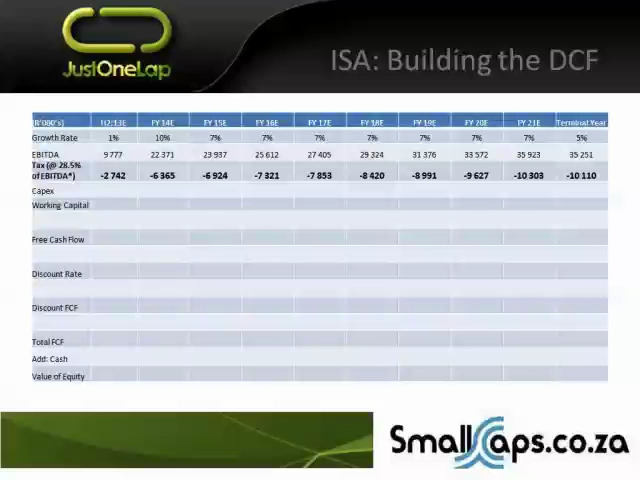 JustOneLap
ISA: Building the DCF
(R'000's) H2:13E FY 14E FY 15E FY 16E FY 17E FY 18E FY 19E FY 20E FY 21E Terminal Year
Growth Rate 1% 10% 7% 7% 7% 7% 7% 7% 7% 5%
EBITDA 9 777 22 371 23 937 25 612 27 405 29 324 31 376 33 572 35 923 35 251
Tax (@ 28.5%
of EBITDA*) -2 742 -6 365 -6 924 -7 321 -7 853 -8 420 -8 991 -9 627 -10 303 -10 110
Capex
Working Capital
Free Cash Flow
Discount Rate
Discount FCF
Total FCF
Add: Cash
Value of Equity
SmallCaps.co.za